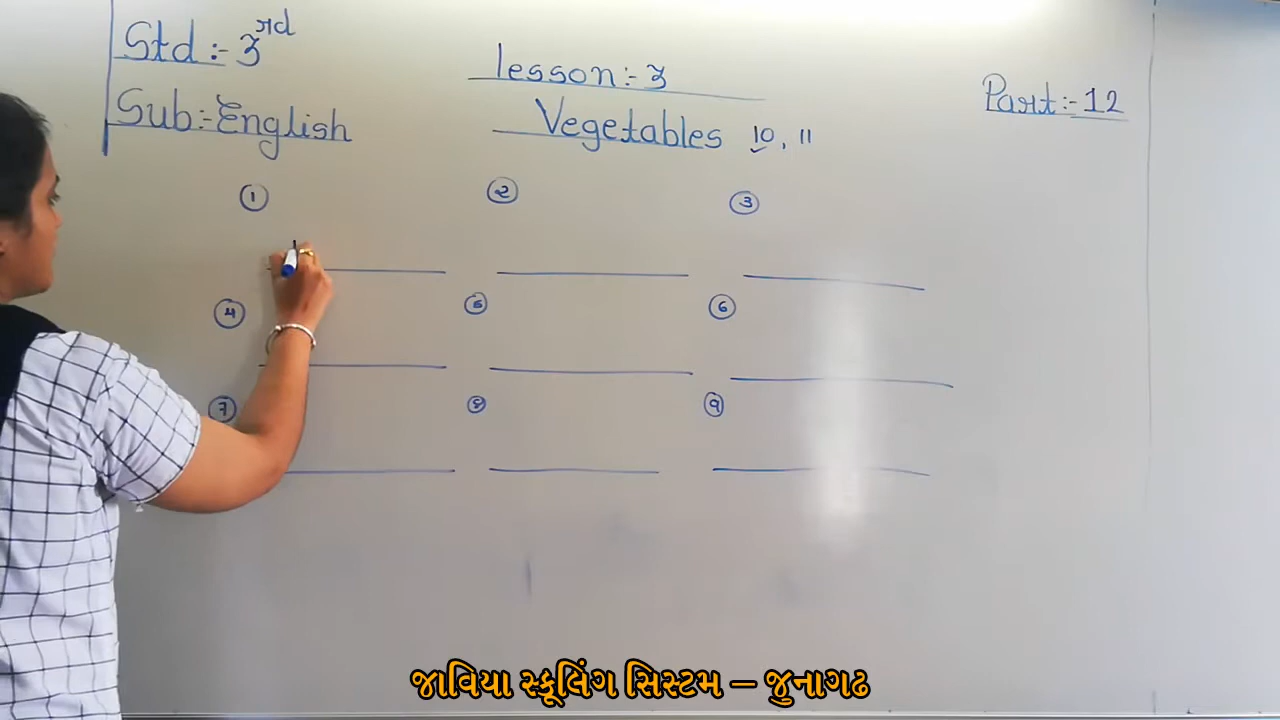 Std :- 3rd
lesson :- 3
Part :- 12
Sub :- English
Vegetables 10, 11
1 2 3
4 5 6
7 8 9
જાવિયા સ્કૂલિંગ સિસ્ટમ – જુનાગઢ